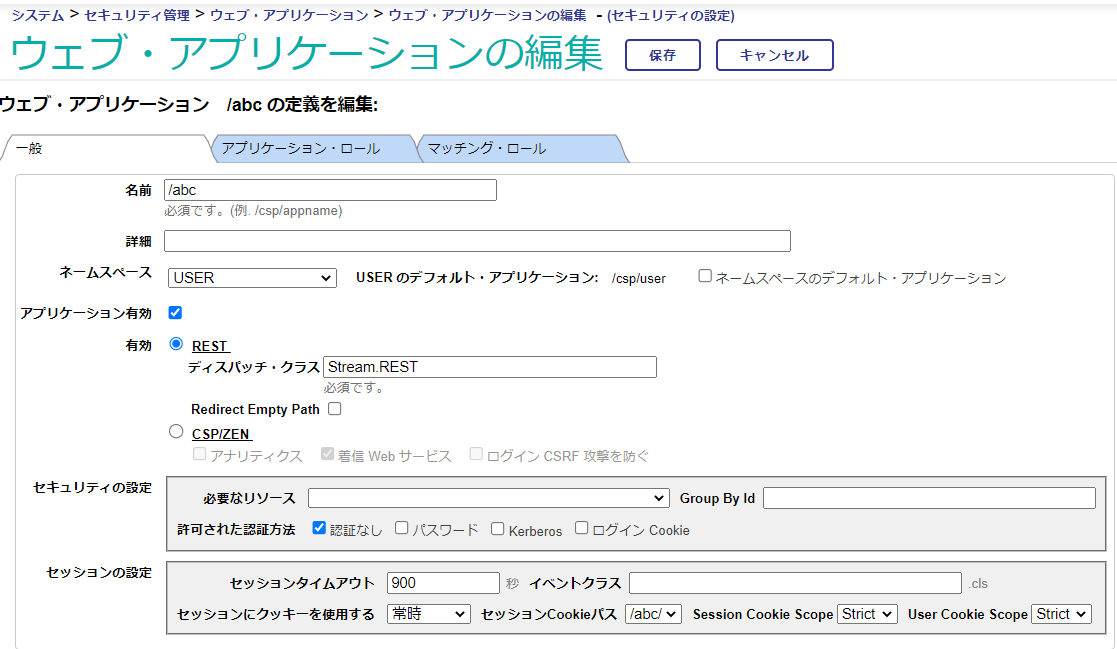 システム > セキュリティ管理 > ウェブ・アプリケーション > ウェブ・アプリケーションの編集 - (セキュリティの設定)
ウェブ・アプリケーションの編集 保存 キャンセル
ウェブ・アプリケーション /abc の定義を編集:
一般 アプリケーション・ロール マッチング・ロール
名前 /abc
必須です。(例. /csp/appname)
詳細
ネームスペース USER USER のデフォルト・アプリケーション: /csp/user ネームスペースのデフォルト・アプリケーション
アプリケーション有効
有効 REST
ディスパッチ・クラス Stream.REST
必須です。
Redirect Empty Path
CSP/ZEN
アナリティクス 着信 Web サービス ログイン CSRF 攻撃を防ぐ
セキュリティの設定
必要なリソース Group By Id
許可された認証方法 認証なし パスワード Kerberos ログイン Cookie
セッションの設定
セッションタイムアウト 900 秒 イベントクラス .cls
セッションにクッキーを使用する 常時 セッションCookieパス /abc/ Session Cookie Scope Strict User Cookie Scope Strict